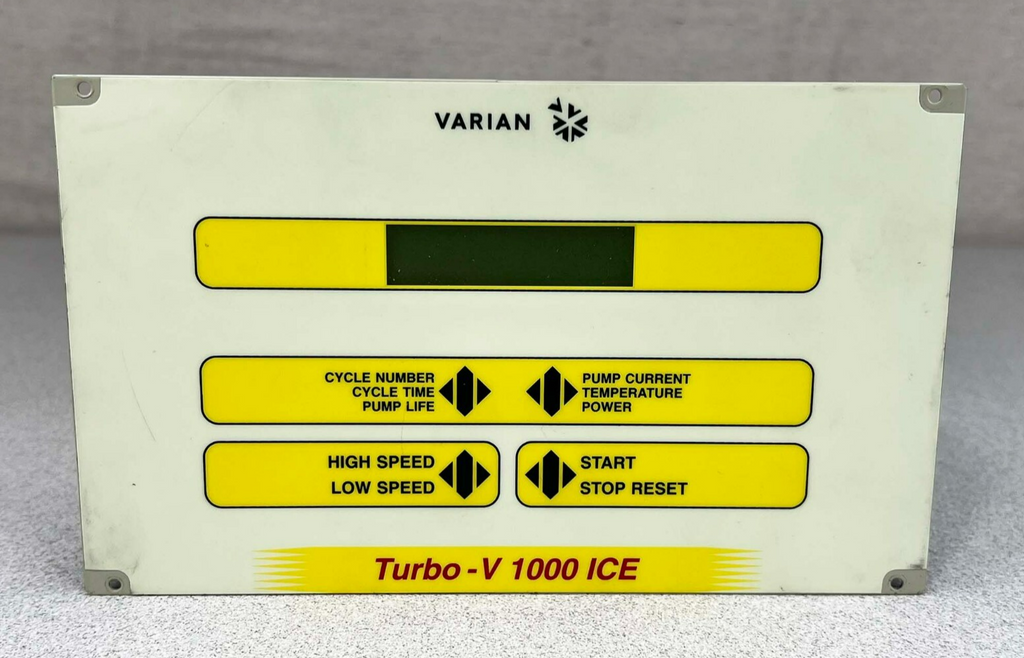 VARIAN
CYCLE NUMBER
CYCLE TIME
PUMP LIFE
PUMP CURRENT
TEMPERATURE
POWER
HIGH SPEED
LOW SPEED
START
STOP RESET
Turbo-V 1000 ICE